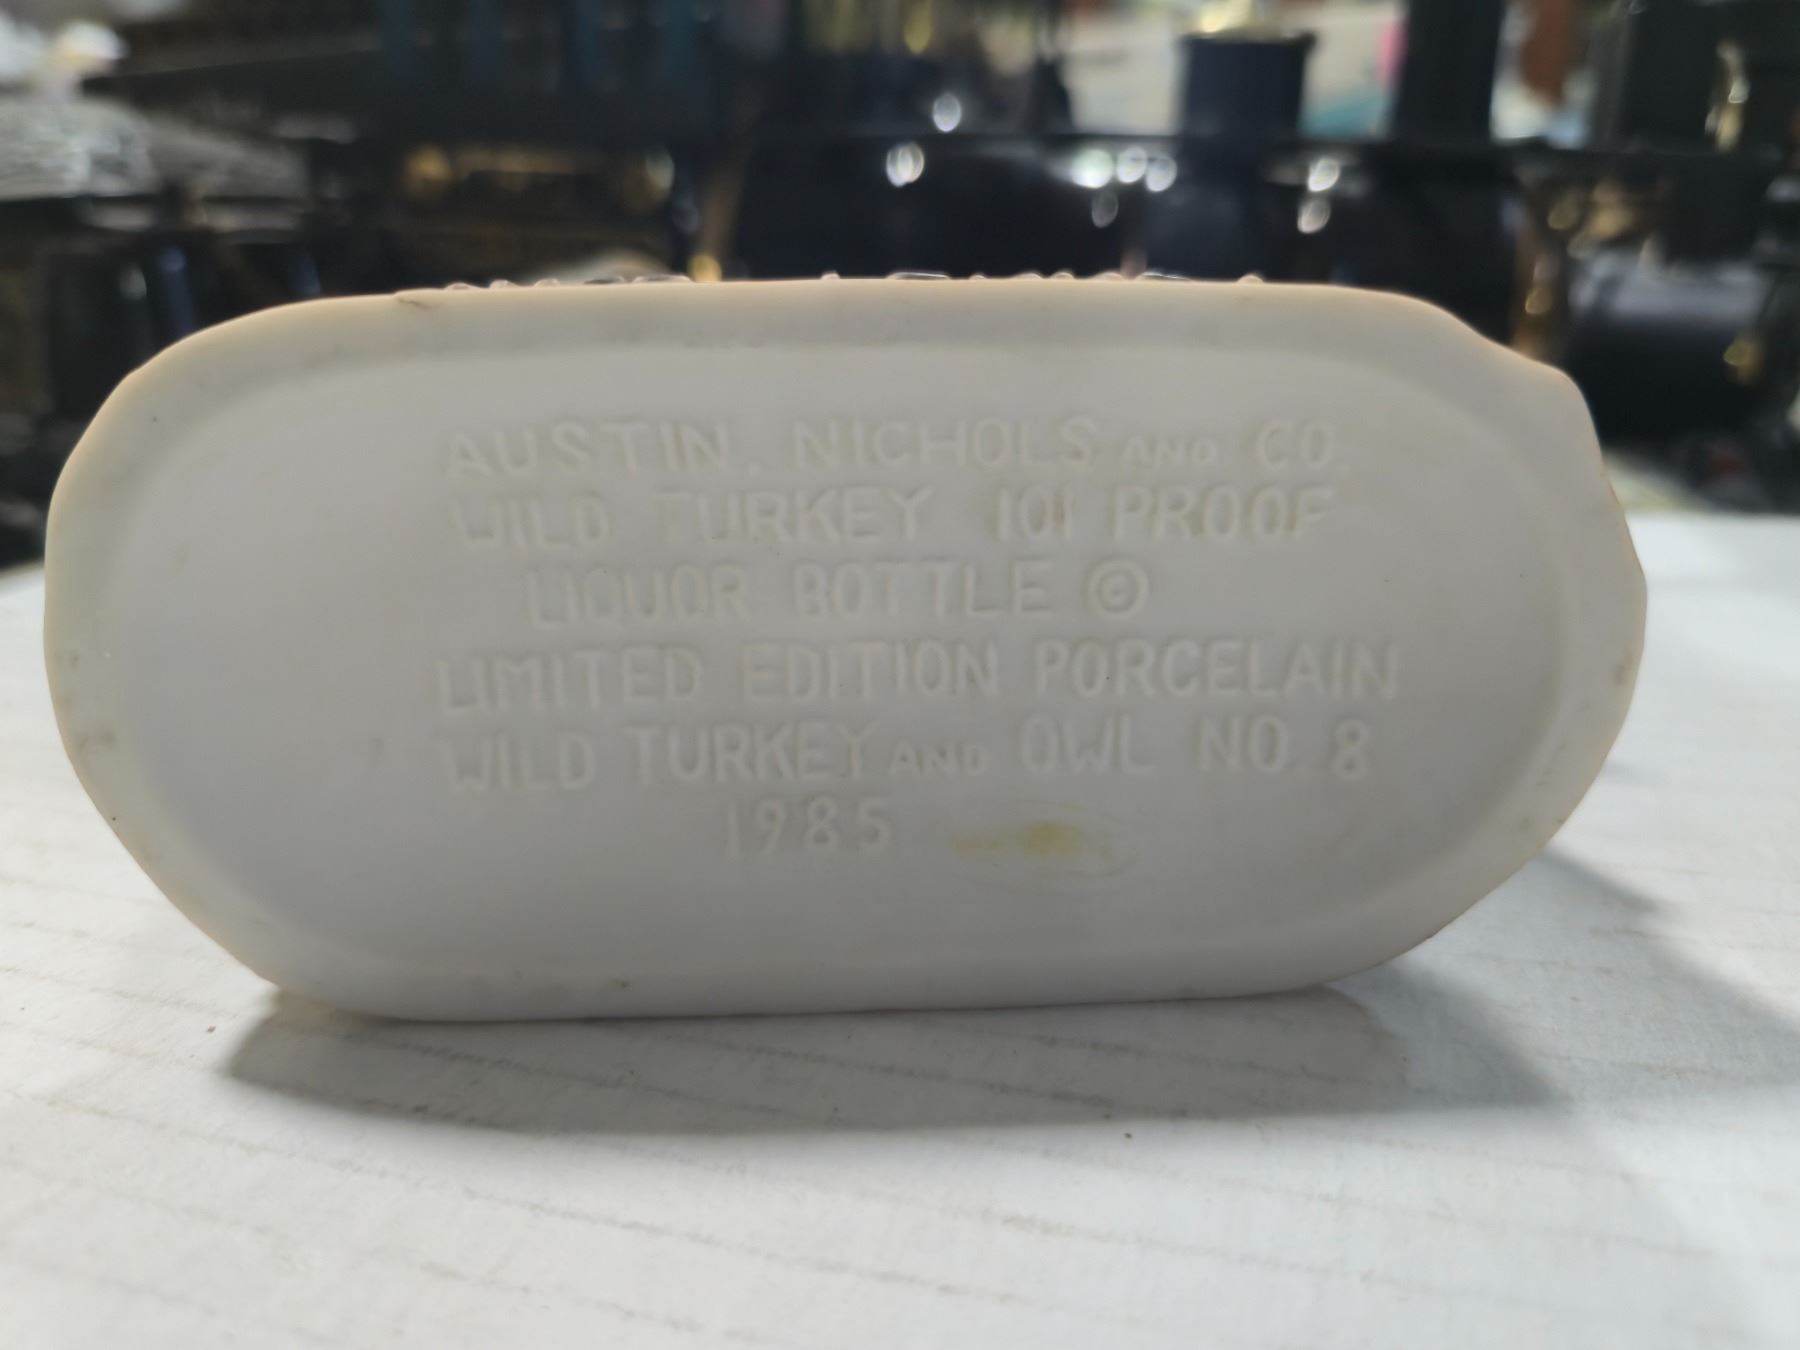 AUSTIN, NICHOLS AND CO.
WILD TURKEY 101 PROOF
LIQUOR BOTTLE ©
LIMITED EDITION PORCELAIN
WILD TURKEY AND OWL NO. 8
1985